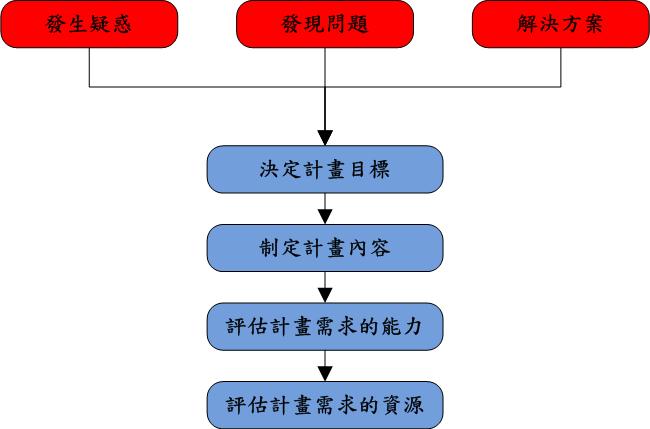 發生疑惑
發現問題
解決方案
決定計畫目標
制定計畫內容
評估計畫需求的能力
評估計畫需求的資源